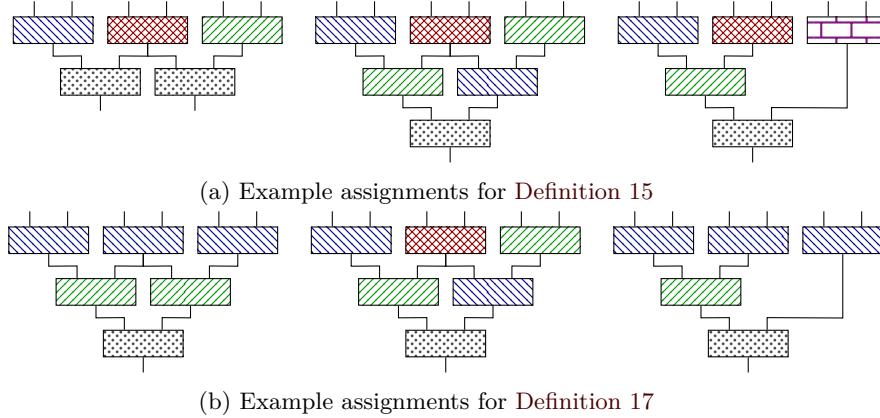 (a) Example assignments for Definition 15
(b) Example assignments for Definition 17